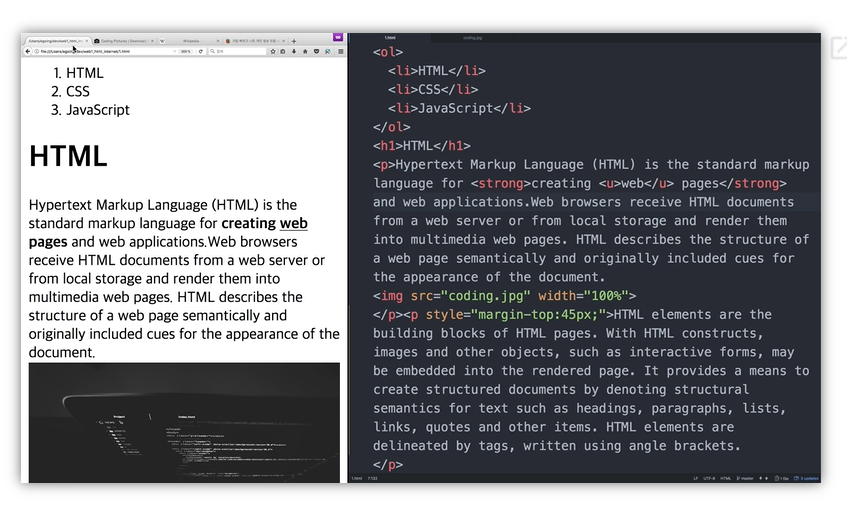 1. HTML
2. CSS
3. JavaScript
HTML
Hypertext Markup Language (HTML) is the
standard markup language for creating web
pages and web applications.Web browsers
receive HTML documents from a web server or
from local storage and render them into
multimedia web pages. HTML describes the
structure of a web page semantically and
originally included cues for the appearance of the
document.
1.html
coding.jpg
<ol>
<li>HTML</li>
<li>CSS</li>
<li>JavaScript</li>
</ol>
<h1>HTML</h1>
<p>Hypertext Markup Language (HTML) is the standard markup
language for <strong>creating <u>web</u> pages</strong>
and web applications.Web browsers receive HTML documents
from a web server or from local storage and render them
into multimedia web pages. HTML describes the structure of
a web page semantically and originally included cues for
the appearance of the document.
<img src="coding.jpg" width="100%">
</p><p style="margin-top:45px;">HTML elements are the
building blocks of HTML pages. With HTML constructs,
images and other objects, such as interactive forms, may
be embedded into the rendered page. It provides a means to
create structured documents by denoting structural
semantics for text such as headings, paragraphs, lists,
links, quotes and other items. HTML elements are
delineated by tags, written using angle brackets.
</p>
1.html 7:133
LF UTF-8 HTML master 1 file 3 updates